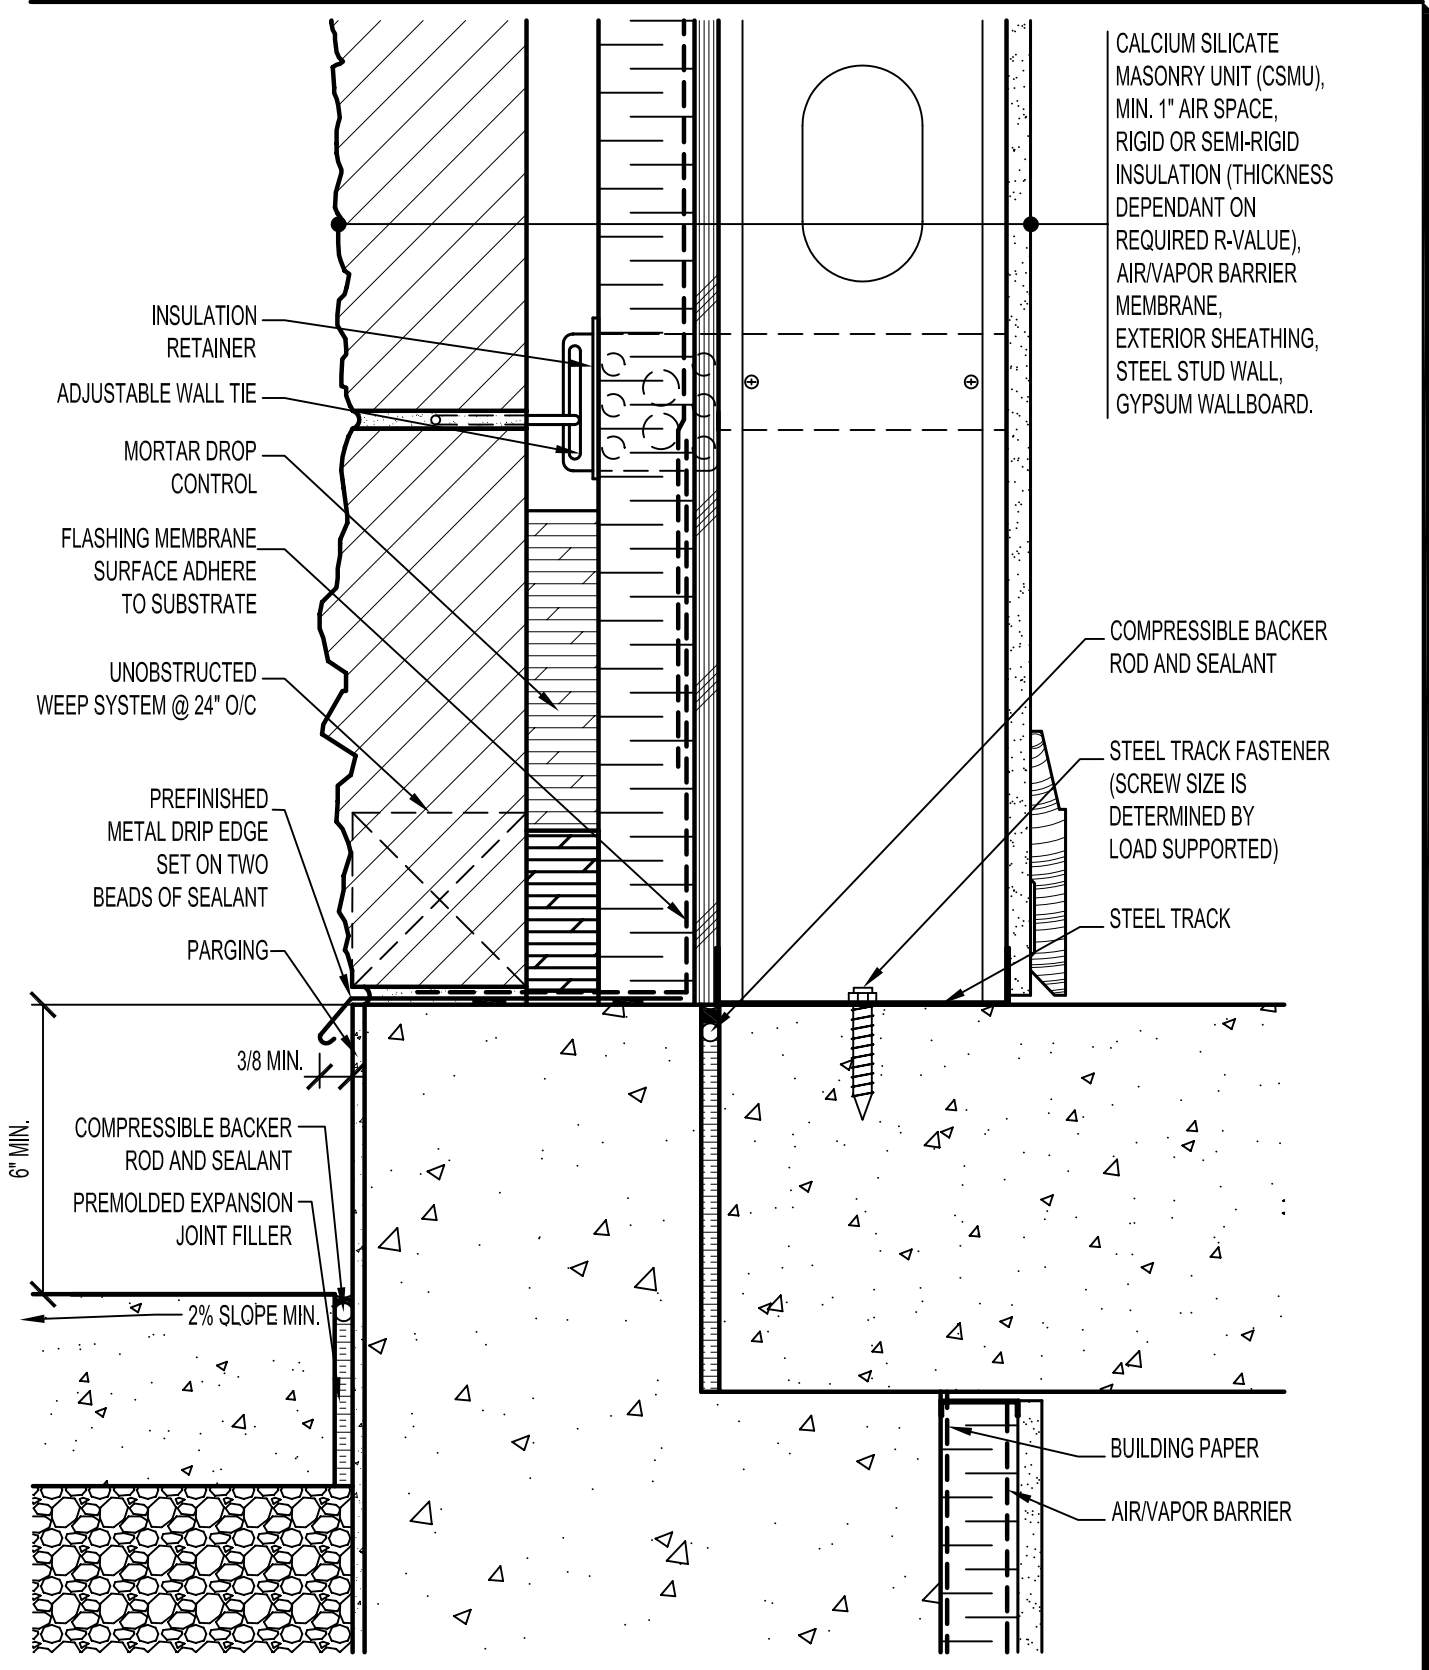 CALCIUM SILICATE
MASONRY UNIT (CSMU),
MIN. 1" AIR SPACE,
RIGID OR SEMI-RIGID
INSULATION (THICKNESS
DEPENDANT ON
REQUIRED R-VALUE),
AIR/VAPOR BARRIER
MEMBRANE,
EXTERIOR SHEATHING,
STEEL STUD WALL,
GYPSUM WALLBOARD.
INSULATION
RETAINER
ADJUSTABLE WALL TIE
MORTAR DROP
CONTROL
FLASHING MEMBRANE
SURFACE ADHERE
TO SUBSTRATE
UNOBSTRUCTED
WEEP SYSTEM @ 24" O/C
PREFINISHED
METAL DRIP EDGE
SET ON TWO
BEADS OF SEALANT
PARGING
3/8 MIN.
6" MIN.
COMPRESSIBLE BACKER
ROD AND SEALANT
PREMOLDED EXPANSION
JOINT FILLER
2% SLOPE MIN.
COMPRESSIBLE BACKER
ROD AND SEALANT
STEEL TRACK FASTENER
(SCREW SIZE IS
DETERMINED BY
LOAD SUPPORTED)
STEEL TRACK
BUILDING PAPER
AIR/VAPOR BARRIER